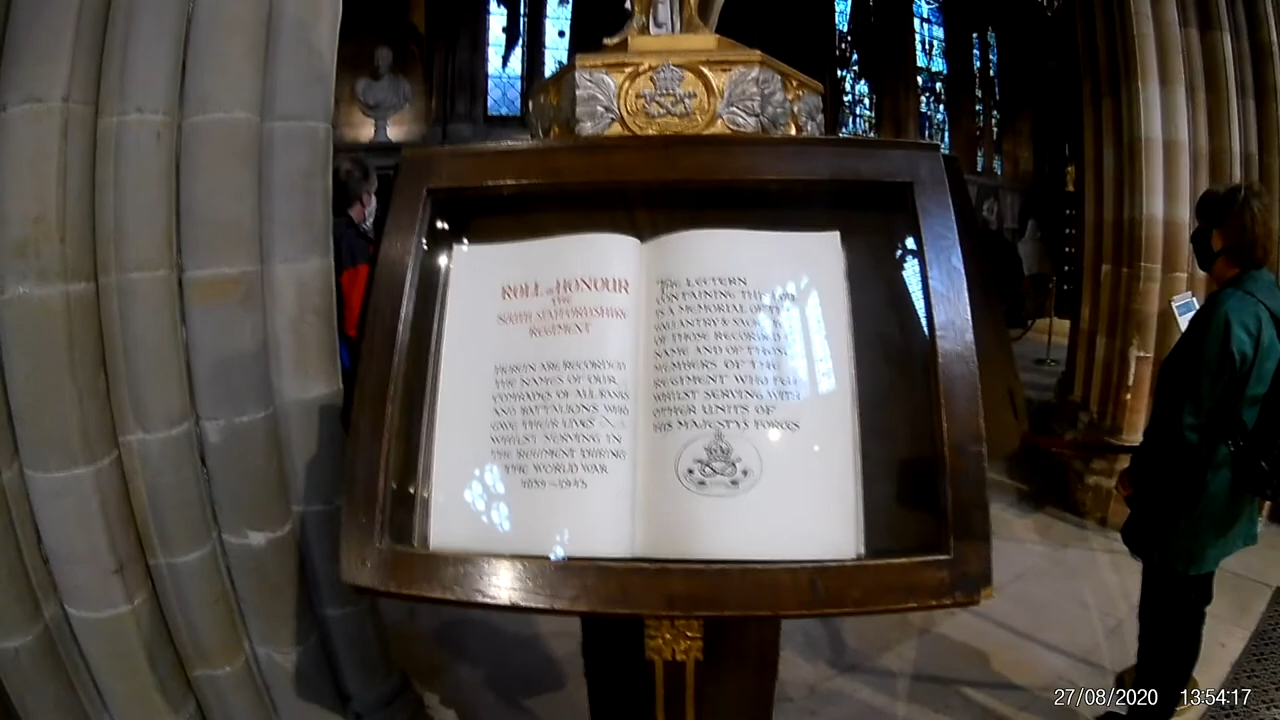 ROLL OF HONOUR
THE
SOUTH STAFFORDSHIRE
REGIMENT
HEREIN ARE RECORDED
THE NAMES OF OUR
COMRADES OF ALL RANKS
AND BATTALIONS WHO
GAVE THEIR LIVES
WHILST SERVING IN
THE REGIMENT DURING
THE WORLD WAR
1939-1945
THE LECTERN
CONTAINING THIS
IS A MEMORIAL OF THE
GALLANTRY & SACRIFICE
OF THOSE RECORDED BY
NAME AND OF THOSE
MEMBERS OF THE
REGIMENT WHO FELL
WHILST SERVING WITH
OTHER UNITS OF
HIS MAJESTY'S FORCES
27/08/2020 13:54:17